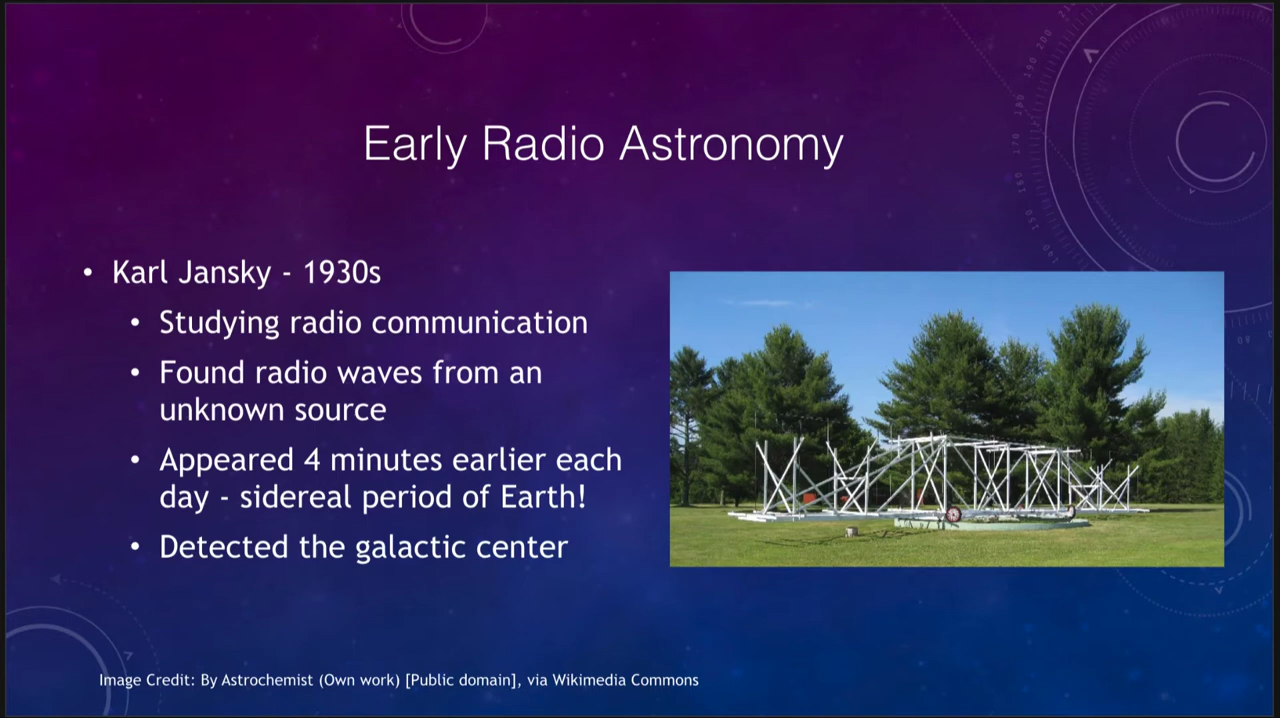 Early Radio Astronomy
• Karl Jansky - 1930s
• Studying radio communication
• Found radio waves from an
unknown source
• Appeared 4 minutes earlier each
day - sidereal period of Earth!
• Detected the galactic center
Image Credit: By Astrochemist (Own work) [Public domain], via Wikimedia Commons